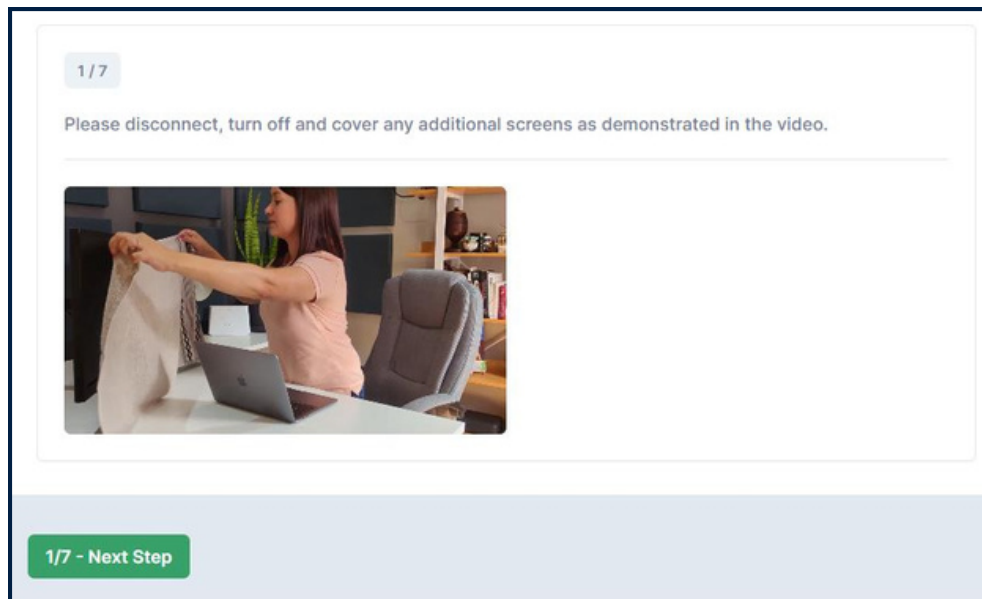 1 / 7
Please disconnect, turn off and cover any additional screens as demonstrated in the video.
1/7 - Next Step